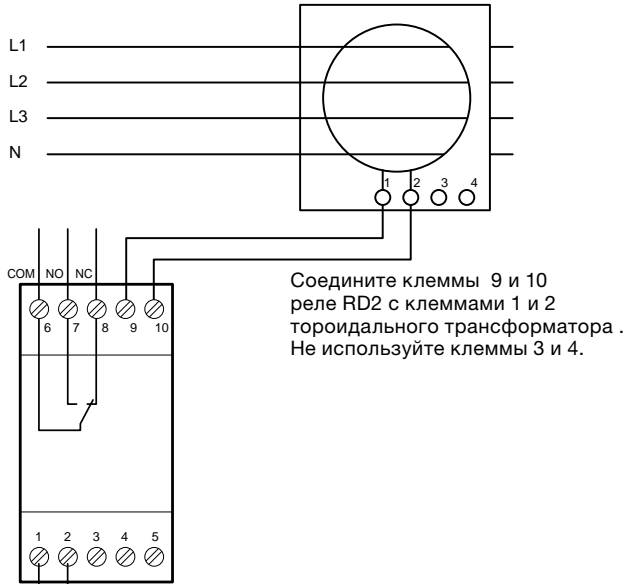 L1
L2
L3
N
1 2 3 4
COM NO NC
6 7 8 9 10
Соедините клеммы 9 и 10
реле RD2 с клеммами 1 и 2
тороидального трансформатора .
Не используйте клеммы 3 и 4.
1 2 3 4 5